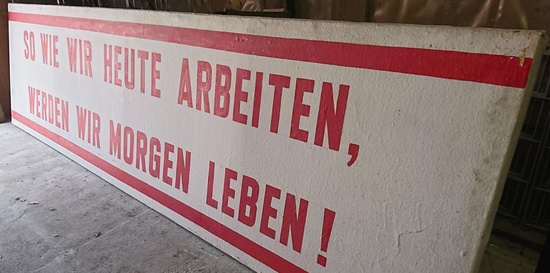 SO WIE WIR HEUTE ARBEITEN,
WERDEN WIR MORGEN LEBEN!